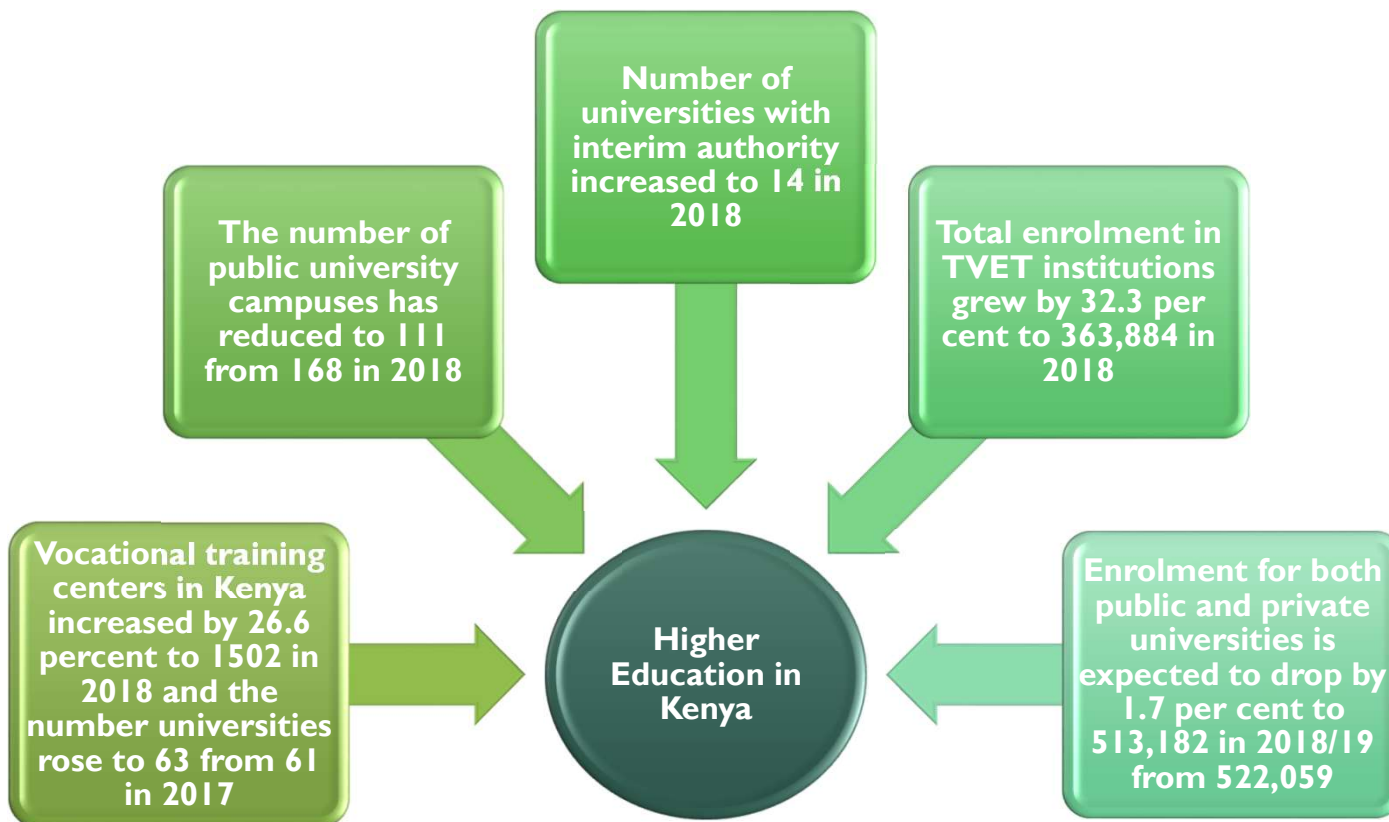 Number of
universities with
interim authority
increased to 14 in
2018
The number of
public university
campuses has
reduced to 111
from 168 in 2018
Total enrolment in
TVET institutions
grew by 32.3 per
cent to 363,884 in
2018
Vocational training
centers in Kenya
increased by 26.6
percent to 1502 in
2018 and the
number universities
rose to 63 from 61
in 2017
Higher
Education in
Kenya
Enrolment for both
public and private
universities is
expected to drop by
1.7 per cent to
513,182 in 2018/19
from 522,059